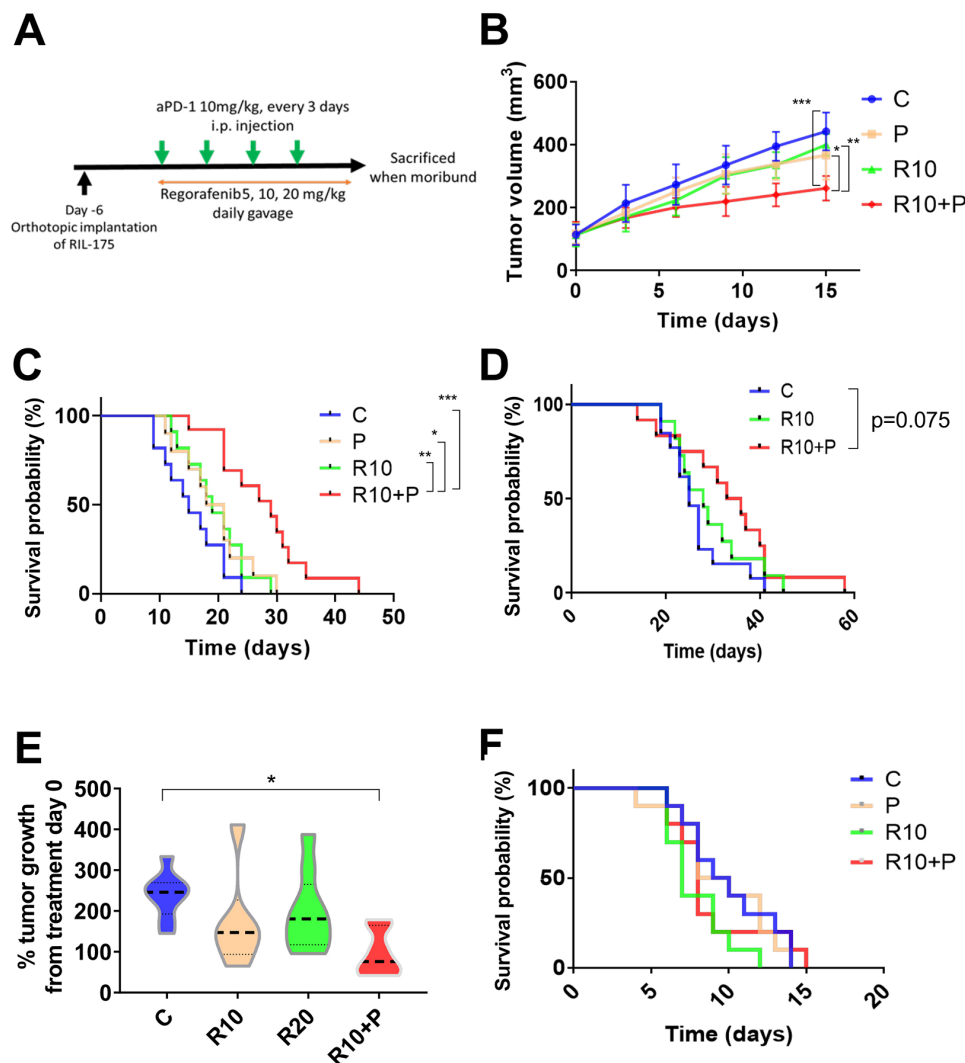 A
aPD-1 10mg/kg, every 3 days
i.p. injection
Sacrificed
when moribund
Regorafenib5, 10, 20 mg/kg
daily gavage
Day -6
Orthotopic implantation
of RIL-175
B
Tumor volume (mm³)
600
400
200
0
0
5
10
15
Time (days)
***
*
**
C
P
R10
R10+P
C
Survival probability (%)
100
50
0
0
10
20
30
40
50
Time (days)
C
P
R10
R10+P
***
*
**
D
Survival probability (%)
100
50
0
0
20
40
60
Time (days)
C
R10
R10+P
p=0.075
E
% tumor growth
from treatment day 0
500
400
300
200
100
0
*
C
R10
R20
R10+P
F
Survival probability (%)
100
50
0
0
5
10
15
20
Time (days)
C
P
R10
R10+P